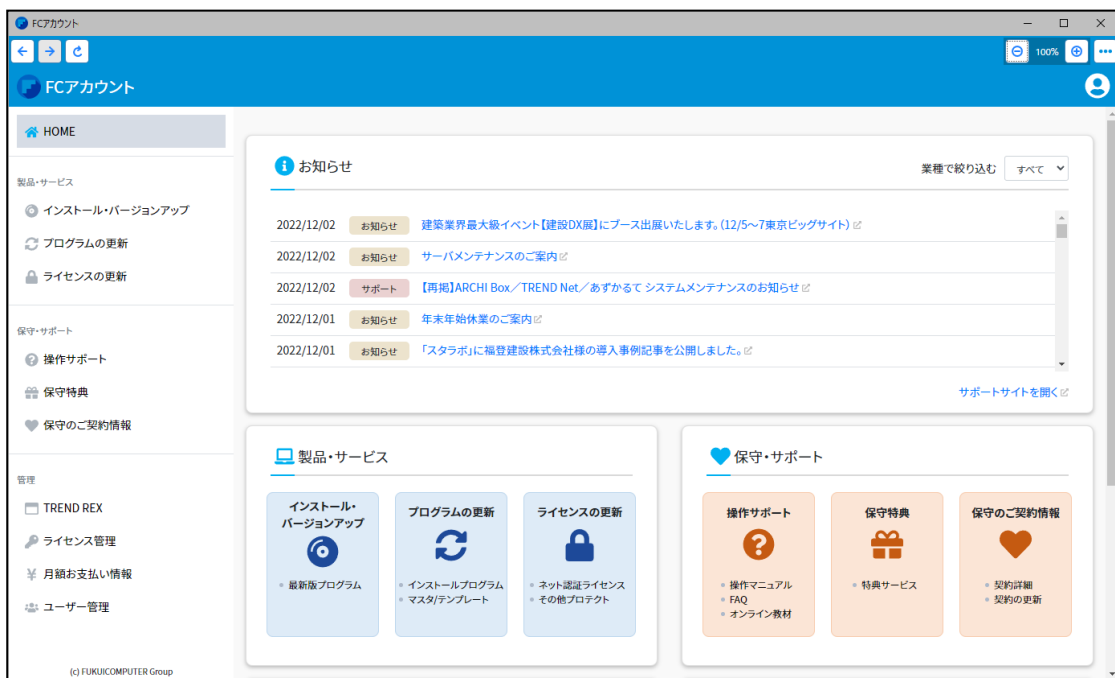 FCアカウント
100%
FCアカウント
HOME
製品・サービス
インストール・バージョンアップ
プログラムの更新
ライセンスの更新
保守・サポート
操作サポート
保守特典
保守のご契約情報
管理
TREND REX
ライセンス管理
月額お支払い情報
ユーザー管理
(c) FUKUICOMPUTER Group
お知らせ
業種で絞り込む すべて
2022/12/02 お知らせ 建築業界最大級イベント【建設DX展】にブース出展いたします。(12/5～7東京ビッグサイト)
2022/12/02 お知らせ サーバメンテナンスのご案内
2022/12/02 サポート 【再掲】ARCHI Box／TREND Net／あずかるて システムメンテナンスのお知らせ
2022/12/01 お知らせ 年末年始休業のご案内
2022/12/01 お知らせ 「スタラボ」に福登建設株式会社様の導入事例記事を公開しました。
サポートサイトを開く
製品・サービス
インストール・
バージョンアップ
最新版プログラム
プログラムの更新
インストールプログラム
マスタ/テンプレート
ライセンスの更新
ネット認証ライセンス
その他プロテクト
保守・サポート
操作サポート
操作マニュアル
FAQ
オンライン教材
保守特典
特典サービス
保守のご契約情報
契約詳細
契約の更新